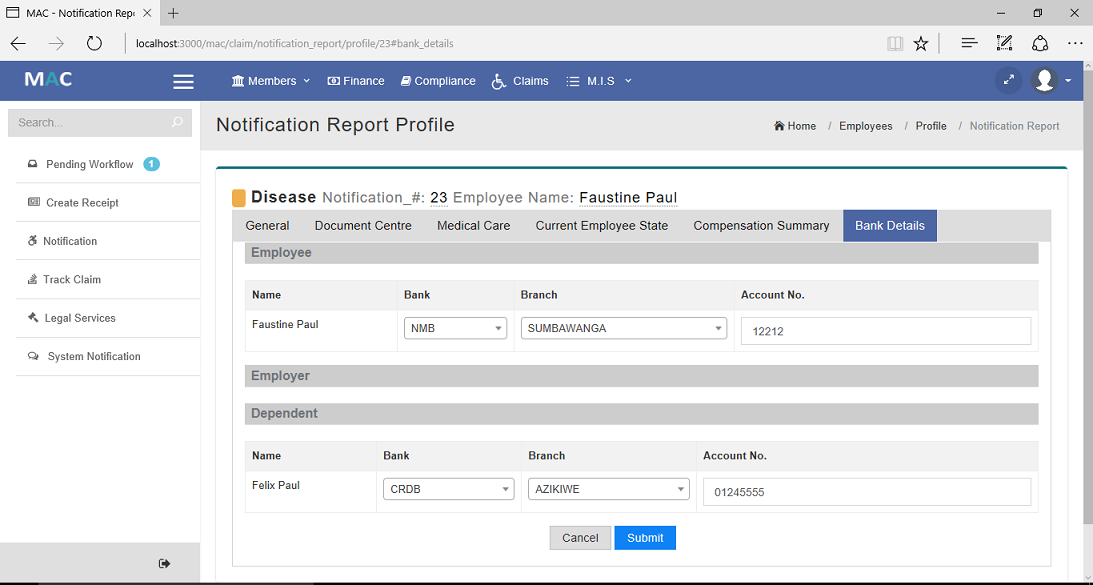 MAC - Notification Repo
localhost:3000/mac/claim/notification_report/profile/23#bank_details
MAC Members Finance Compliance Claims M.I.S
Search...
Notification Report Profile
Home / Employees / Profile / Notification Report
Pending Workflow 1
Create Receipt
Notification
Track Claim
Legal Services
System Notification
Disease Notification_#: 23 Employee Name: Faustine Paul
General Document Centre Medical Care Current Employee State Compensation Summary Bank Details
Employee
Name Bank Branch Account No.
Faustine Paul NMB SUMBAWANGA 12212
Employer
Dependent
Name Bank Branch Account No.
Felix Paul CRDB AZIKIWE 01245555
Cancel Submit